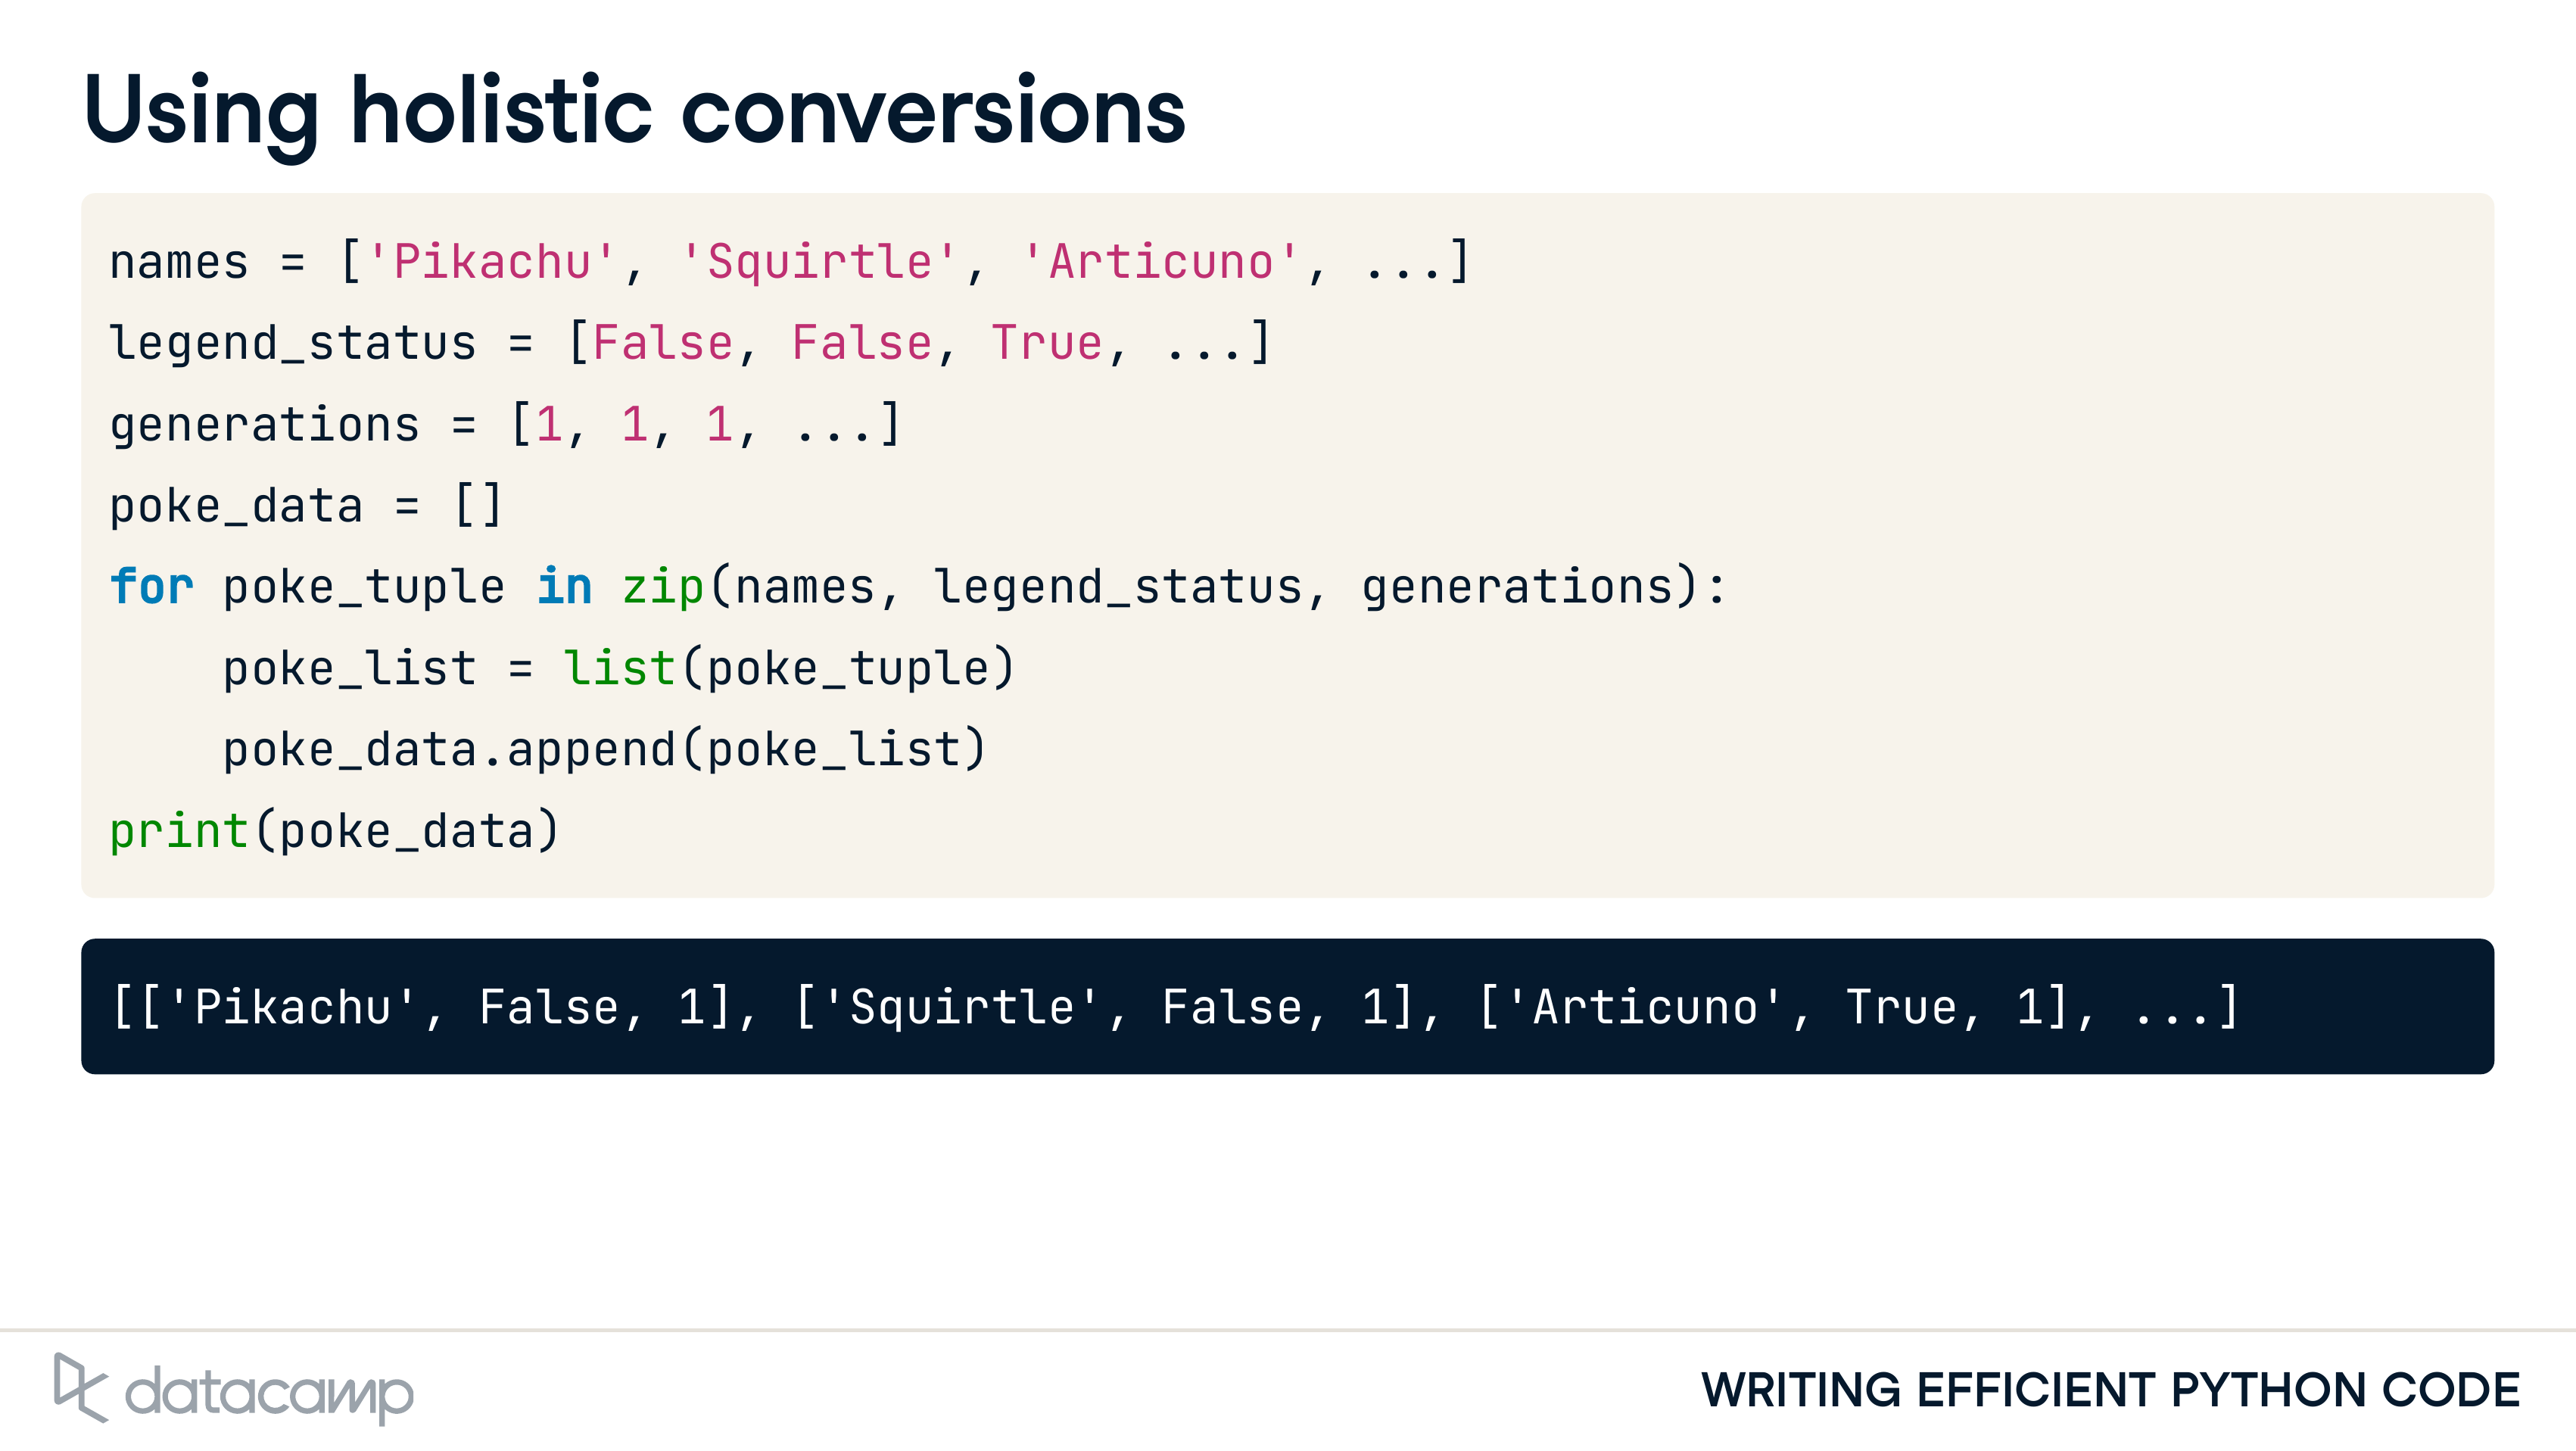 Using holistic conversions
names = ['Pikachu', 'Squirtle', 'Articuno', ...]
legend_status = [False, False, True, ...]
generations = [1, 1, 1, ...]
poke_data = []
for poke_tuple in zip(names, legend_status, generations):
    poke_list = list(poke_tuple)
    poke_data.append(poke_list)
print(poke_data)
[['Pikachu', False, 1], ['Squirtle', False, 1], ['Articuno', True, 1], ...]
datacamp
WRITING EFFICIENT PYTHON CODE